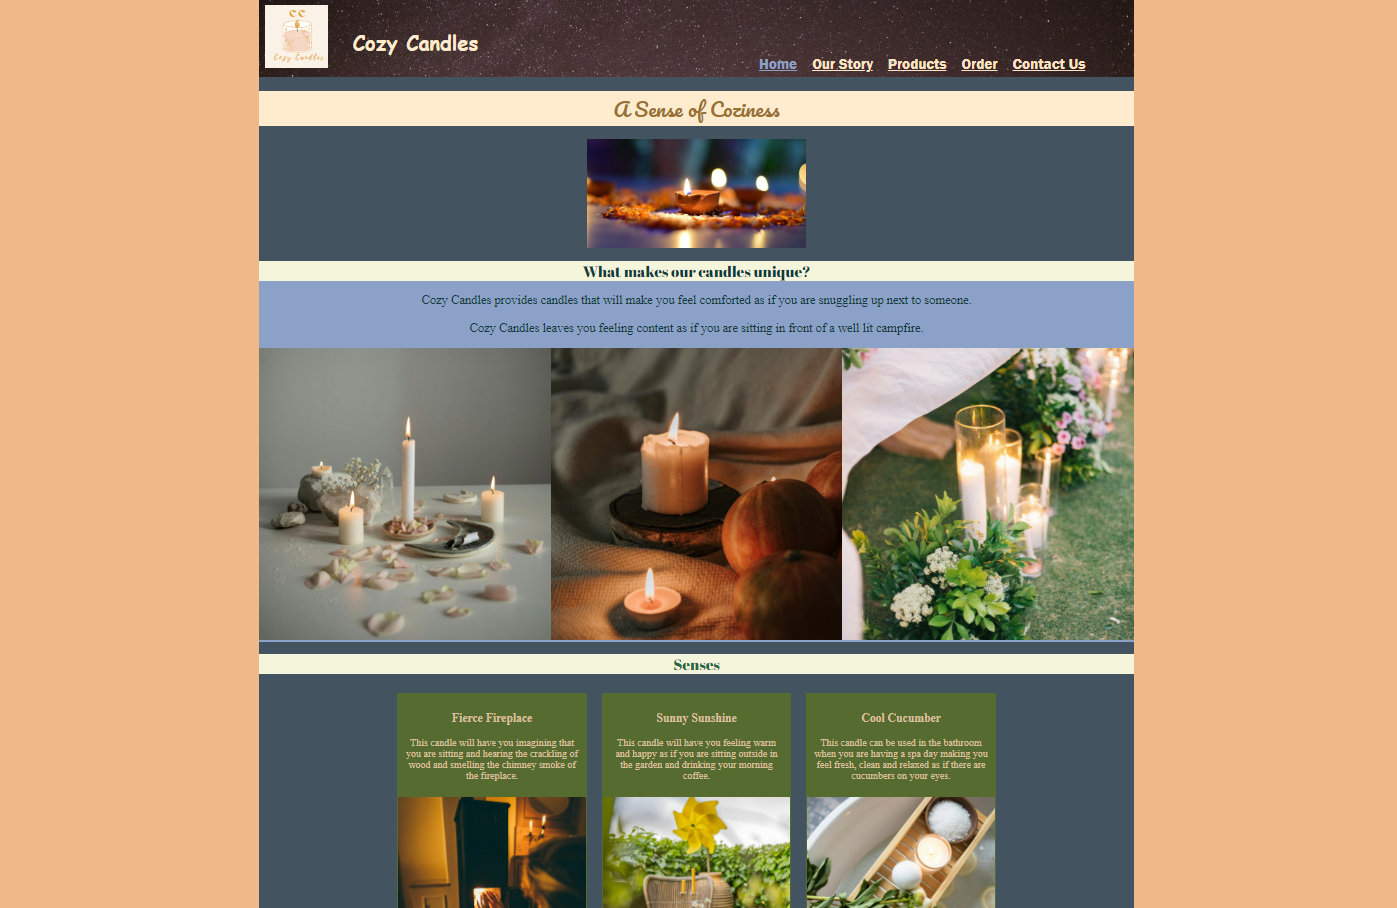 CC
Cozy Candles
Cozy Candles
Home Our Story Products Order Contact Us
A Sense of Coziness
What makes our candles unique?
Cozy Candles provides candles that will make you feel comforted as if you are snuggling up next to someone.
Cozy Candles leaves you feeling content as if you are sitting in front of a well lit campfire.
Senses
Fierce Fireplace
This candle will have you imagining that
you are sitting and hearing the crackling of
wood and smelling the chimney smoke of
the fireplace.
Sunny Sunshine
This candle will have you feeling warm
and happy as if you are sitting outside in
the garden and drinking your morning
coffee.
Cool Cucumber
This candle can be used in the bathroom
when you are having a spa day making you
feel fresh, clean and relaxed as if there are
cucumbers on your eyes.